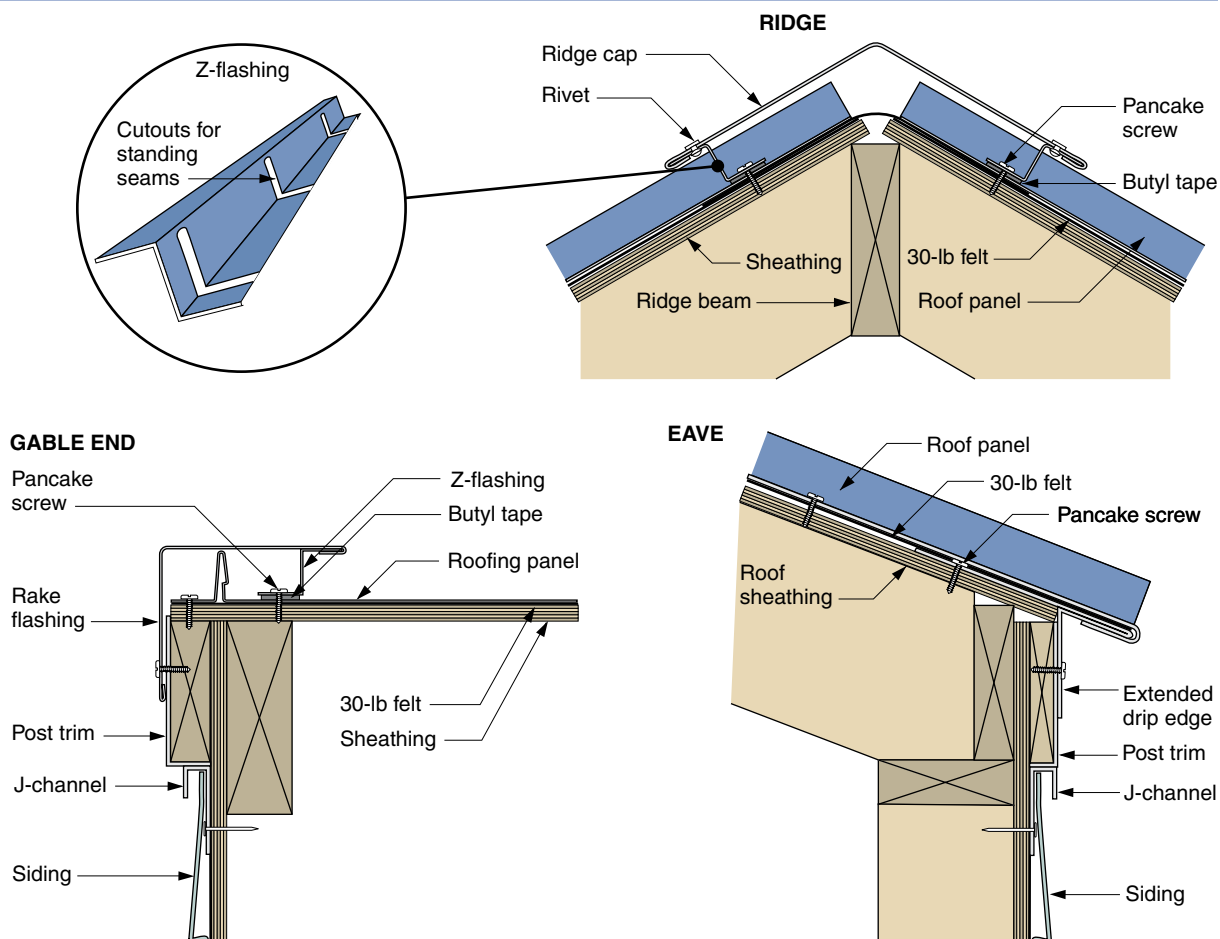 RIDGE
Z-flashing
Cutouts for
standing
seams
Ridge cap
Rivet
Pancake
screw
Butyl tape
Sheathing
30-lb felt
Ridge beam
Roof panel
GABLE END
Pancake
screw
Z-flashing
Butyl tape
Roofing panel
Rake
flashing
30-lb felt
Sheathing
Post trim
J-channel
Siding
EAVE
Roof panel
30-lb felt
Pancake screw
Roof
sheathing
Extended
drip edge
Post trim
J-channel
Siding